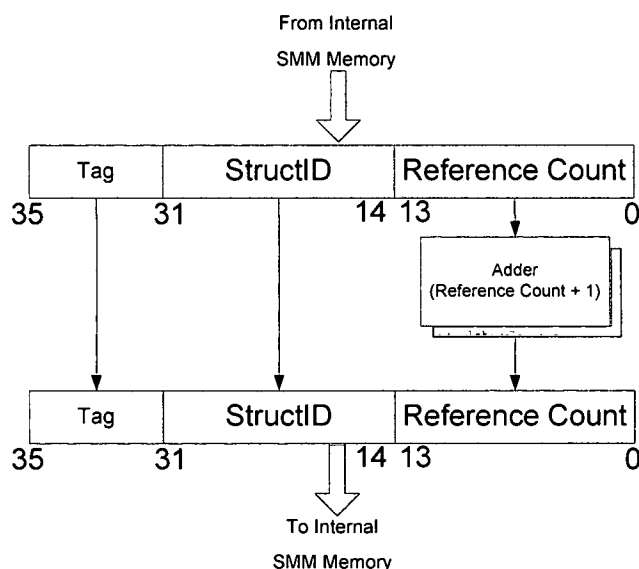 From Internal
SMM Memory
Tag StructID Reference Count
35 31 14 13 0
Adder
(Reference Count + 1)
Tag StructID Reference Count
35 31 14 13 0
To Internal
SMM Memory